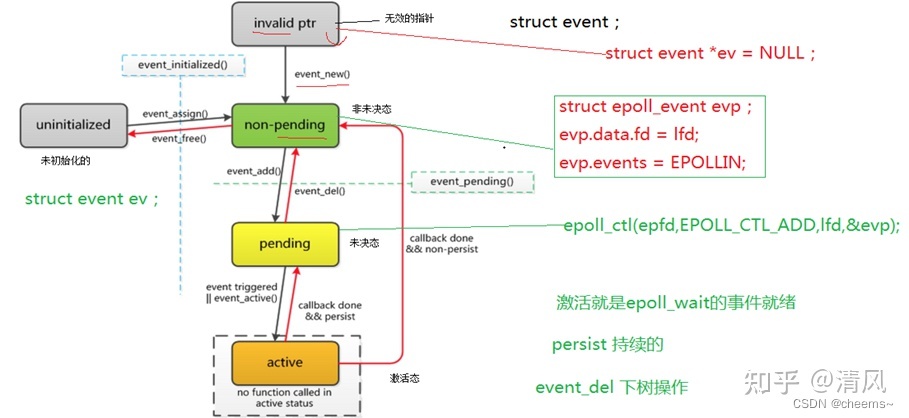 invalid ptr
无效的指针
struct event ;
struct event *ev = NULL ;
event_initialized()
event_new()
uninitialized
event_assign()
event_free()
non-pending
非未决态
未初始化的
struct epoll_event evp ;
evp.data.fd = lfd;
evp.events = EPOLLIN;
struct event ev ;
event_add()
event_del()
event_pending()
pending
未决态
epoll_ctl(epfd,EPOLL_CTL_ADD,lfd,&evp);
callback done
&& non-persist
event triggered
|| event_active()
callback done
&& persist
激活就是epoll_wait的事件就绪
persist 持续的
active
激活态
no function called in
active status
event_del 下树操作
知乎 @清风
CSDN @cheems~